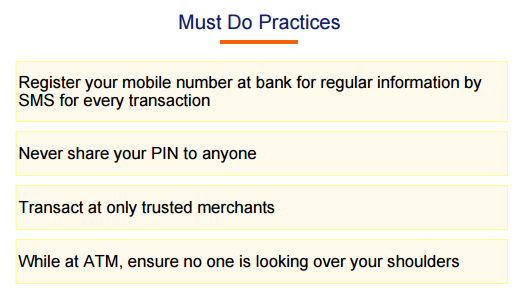 Must Do Practices
Register your mobile number at bank for regular information by
SMS for every transaction
Never share your PIN to anyone
Transact at only trusted merchants
While at ATM, ensure no one is looking over your shoulders